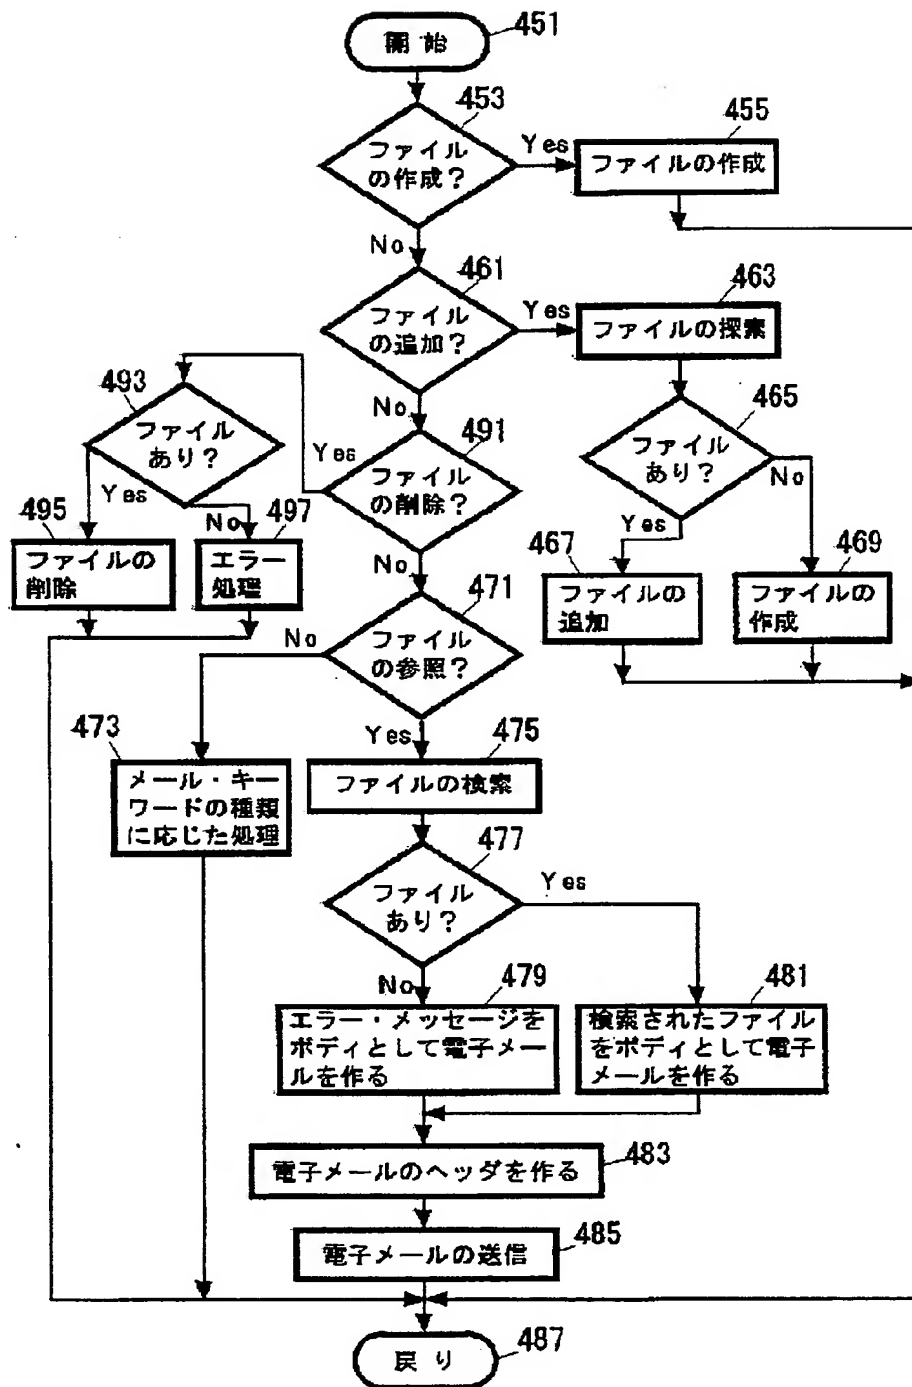 開始
451
453
ファイル
の作成?
Yes
455
ファイルの作成
No
461
ファイル
の追加?
Yes
463
ファイルの探索
No
465
ファイル
あり?
No
Yes
467
ファイルの
追加
469
ファイルの
作成
491
ファイル
の削除?
Yes
493
ファイル
あり?
Yes
No
495
ファイルの
削除
497
エラー
処理
No
471
ファイル
の参照?
No
473
メール・キー
ワードの種類
に応じた処理
Yes
475
ファイルの検索
477
ファイル
あり?
Yes
No
479
エラー・メッセージを
ボディとして電子メー
ルを作る
481
検索されたファイル
をボディとして電子
メールを作る
電子メールのヘッダを作る
483
電子メールの送信
485
戻り
487